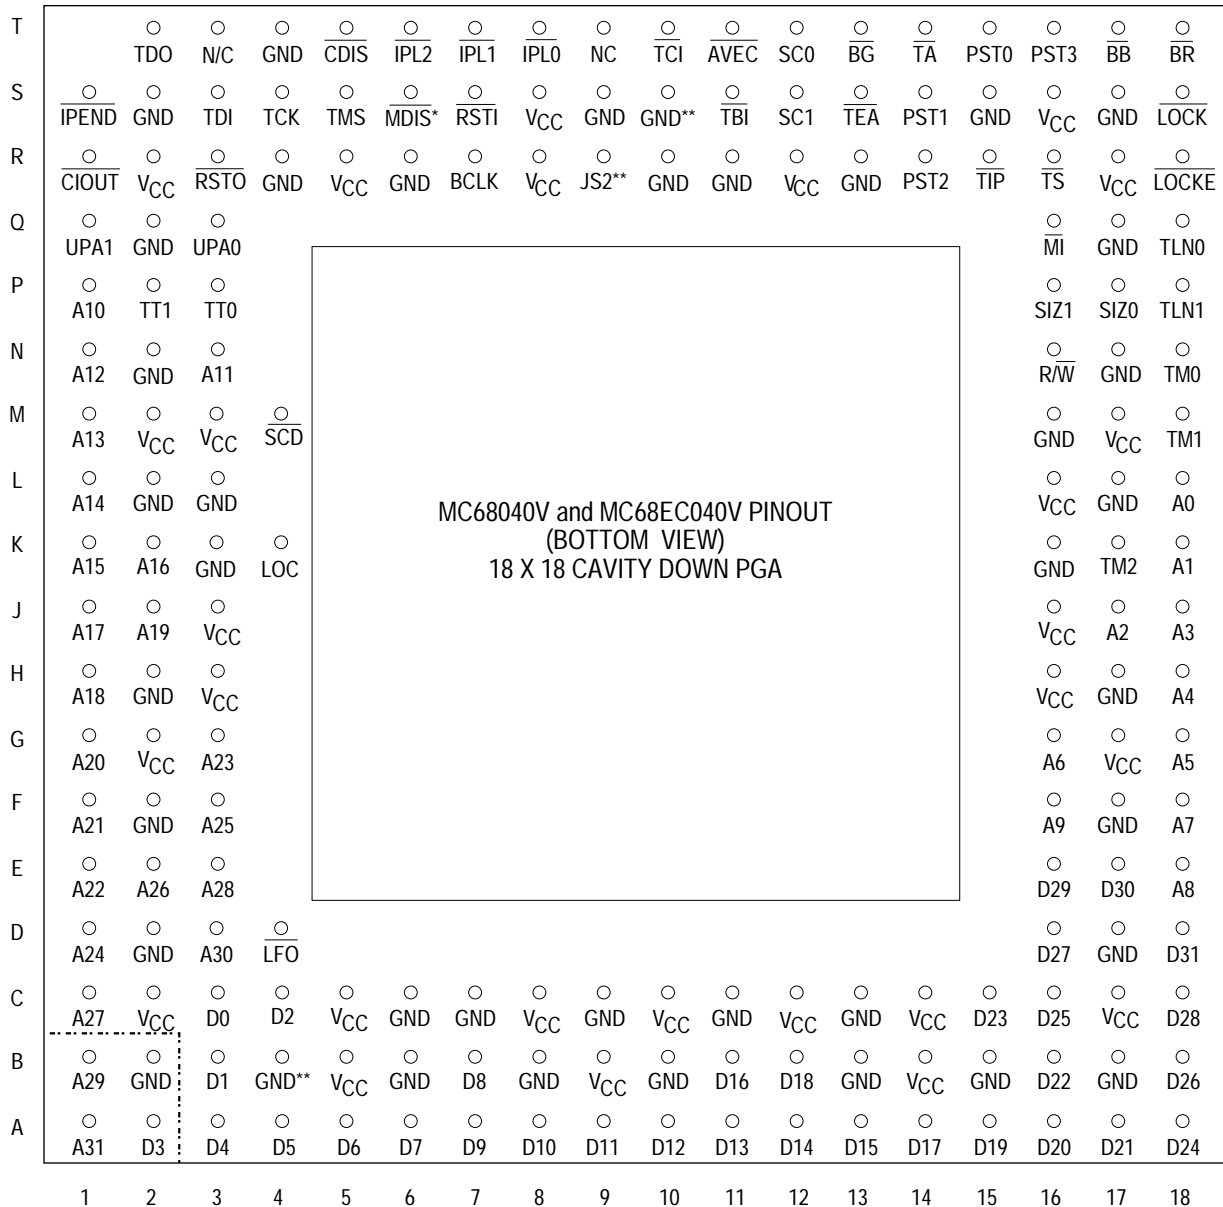 T
TDO N/C GND CDIS IPL2 IPL1 IPL0 NC TCI AVEC SC0 BG TA PST0 PST3 BB BR
S
IPEND GND TDI TCK TMS MDIS* RSTI VCC GND GND** TBI SC1 TEA PST1 GND VCC GND LOCK
R
CIOUT VCC RSTO GND VCC GND BCLK VCC JS2** GND GND VCC GND PST2 TIP TS VCC LOCKE
Q
UPA1 GND UPA0 MI GND TLN0
P
A10 TT1 TT0 SIZ1 SIZ0 TLN1
N
A12 GND A11 R/W GND TM0
M
A13 VCC VCC SCD GND VCC TM1
L
A14 GND GND VCC GND A0
MC68040V and MC68EC040V PINOUT
(BOTTOM VIEW)
18 X 18 CAVITY DOWN PGA
K
A15 A16 GND LOC GND TM2 A1
J
A17 A19 VCC VCC A2 A3
H
A18 GND VCC VCC GND A4
G
A20 VCC A23 A6 VCC A5
F
A21 GND A25 A9 GND A7
E
A22 A26 A28 D29 D30 A8
D
A24 GND A30 LFO D27 GND D31
C
A27 VCC D0 D2 VCC GND GND VCC GND VCC GND VCC GND VCC D23 D25 VCC D28
B
A29 GND D1 GND** VCC GND D8 GND VCC GND D16 D18 GND VCC GND D22 GND D26
A
A31 D3 D4 D5 D6 D7 D9 D10 D11 D12 D13 D14 D15 D17 D19 D20 D21 D24
1 2 3 4 5 6 7 8 9 10 11 12 13 14 15 16 17 18